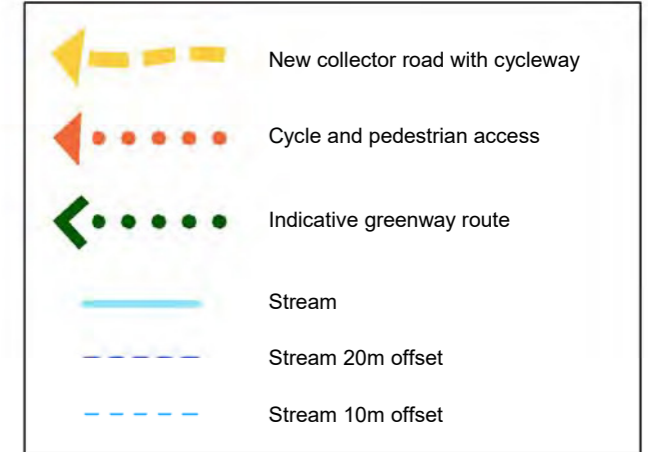 New collector road with cycleway
Cycle and pedestrian access
Indicative greenway route
Stream
Stream 20m offset
Stream 10m offset